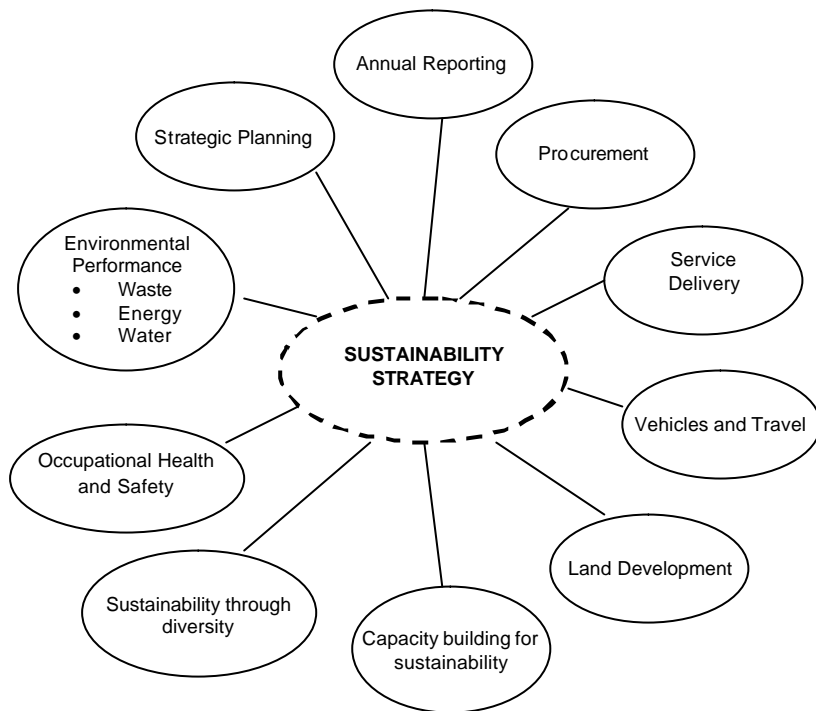 Annual Reporting
Strategic Planning
Procurement
Environmental
Performance
• Waste
• Energy
• Water
Service
Delivery
SUSTAINABILITY
STRATEGY
Vehicles and Travel
Occupational Health
and Safety
Land Development
Sustainability through
diversity
Capacity building for
sustainability